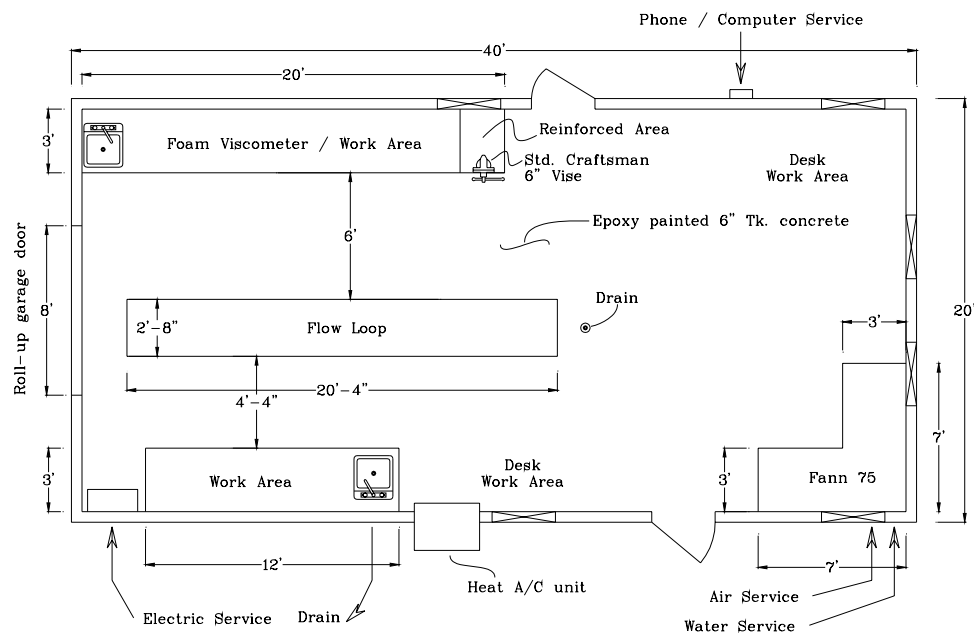 Phone / Computer Service
40'
20'
3'
Foam Viscometer / Work Area
Reinforced Area
Std. Craftsman
6" Vise
Desk
Work Area
Epoxy painted 6" Tk. concrete
6'
Roll-up garage door
8'
2'-8"
Flow Loop
Drain
3'
20'
20'-4"
4'-4"
7'
3'
Work Area
Desk
Work Area
3'
Fann 75
12'
7'
Heat A/C unit
Air Service
Electric Service
Drain
Water Service